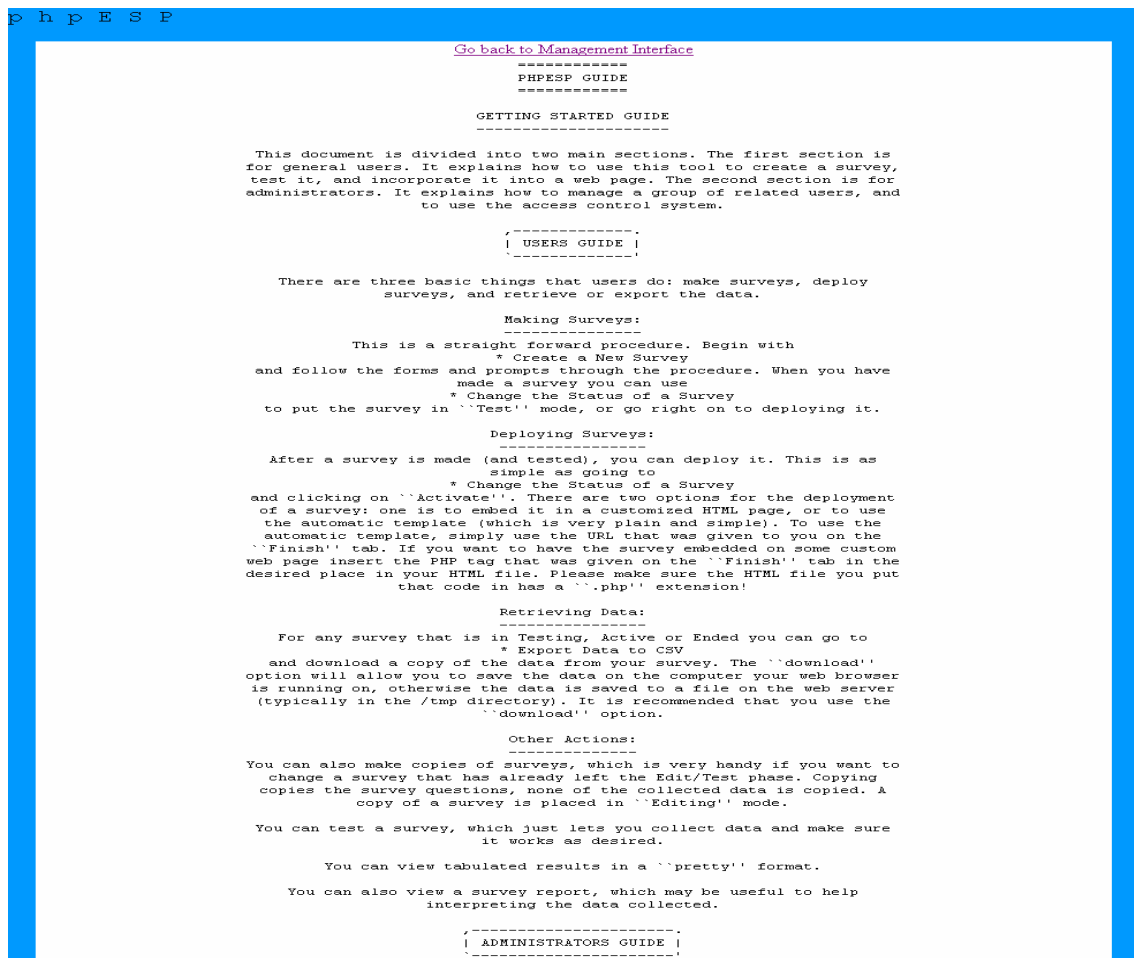 p h p E S P
Go back to Management Interface
============
PHPESP GUIDE
============
GETTING STARTED GUIDE
---------------------
This document is divided into two main sections. The first section is
for general users. It explains how to use this tool to create a survey,
test it, and incorporate it into a web page. The second section is for
administrators. It explains how to manage a group of related users, and
to use the access control system.
,-------------.
| USERS GUIDE |
`-------------'
There are three basic things that users do: make surveys, deploy
surveys, and retrieve or export the data.
Making Surveys:
---------------
This is a straight forward procedure. Begin with
* Create a New Survey
and follow the forms and prompts through the procedure. When you have
made a survey you can use
* Change the Status of a Survey
to put the survey in ``Test'' mode, or go right on to deploying it.
Deploying Surveys:
----------------
After a survey is made (and tested), you can deploy it. This is as
simple as going to
* Change the Status of a Survey
and clicking on ``Activate''. There are two options for the deployment
of a survey: one is to embed it in a customized HTML page, or to use
the automatic template (which is very plain and simple). To use the
automatic template, simply use the URL that was given to you on the
``Finish'' tab. If you want to have the survey embedded on some custom
web page insert the PHP tag that was given on the ``Finish'' tab in the
desired place in your HTML file. Please make sure the HTML file you put
that code in has a ``.php'' extension!
Retrieving Data:
----------------
For any survey that is in Testing, Active or Ended you can go to
* Export Data to CSV
and download a copy of the data from your survey. The ``download''
option will allow you to save the data on the computer your web browser
is running on, otherwise the data is saved to a file on the web server
(typically in the /tmp directory). It is recommended that you use the
``download'' option.
Other Actions:
--------------
You can also make copies of surveys, which is very handy if you want to
change a survey that has already left the Edit/Test phase. Copying
copies the survey questions, none of the collected data is copied. A
copy of a survey is placed in ``Editing'' mode.
You can test a survey, which just lets you collect data and make sure
it works as desired.
You can view tabulated results in a ``pretty'' format.
You can also view a survey report, which may be useful to help
interpreting the data collected.
,----------------------.
| ADMINISTRATORS GUIDE |
`----------------------'